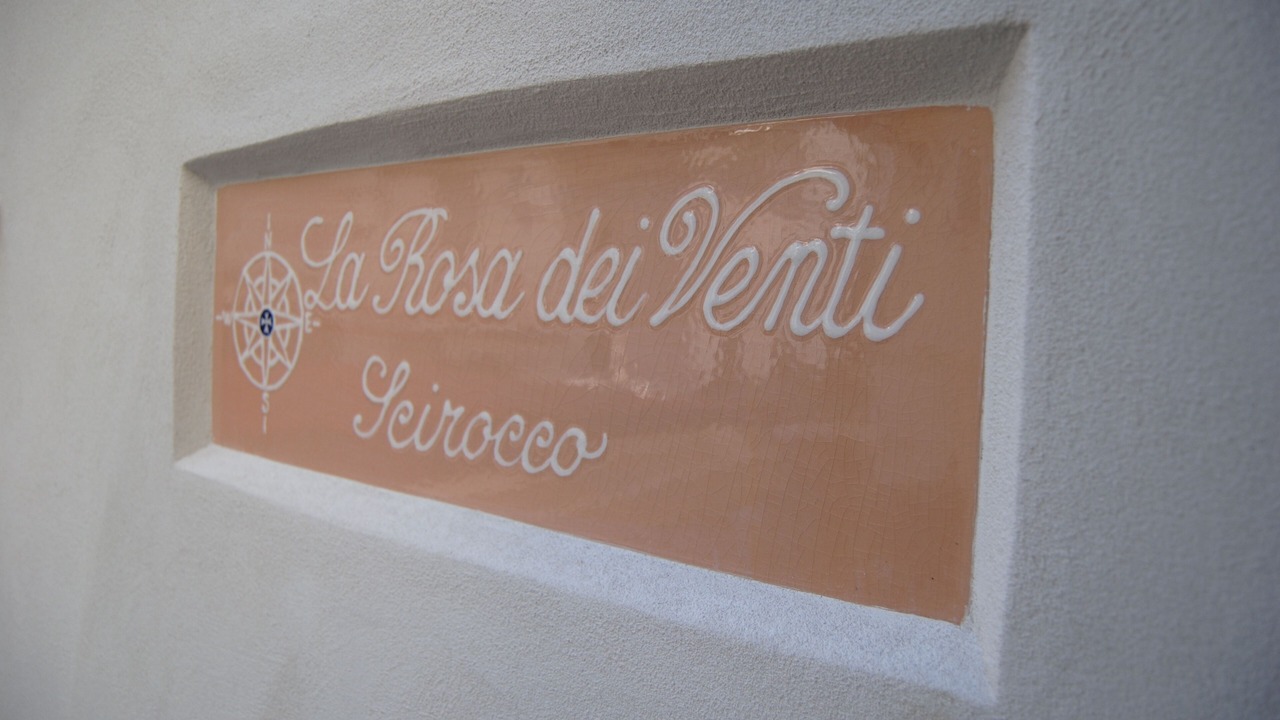 La Rosa dei Venti
Scirocco
N
W
E
S